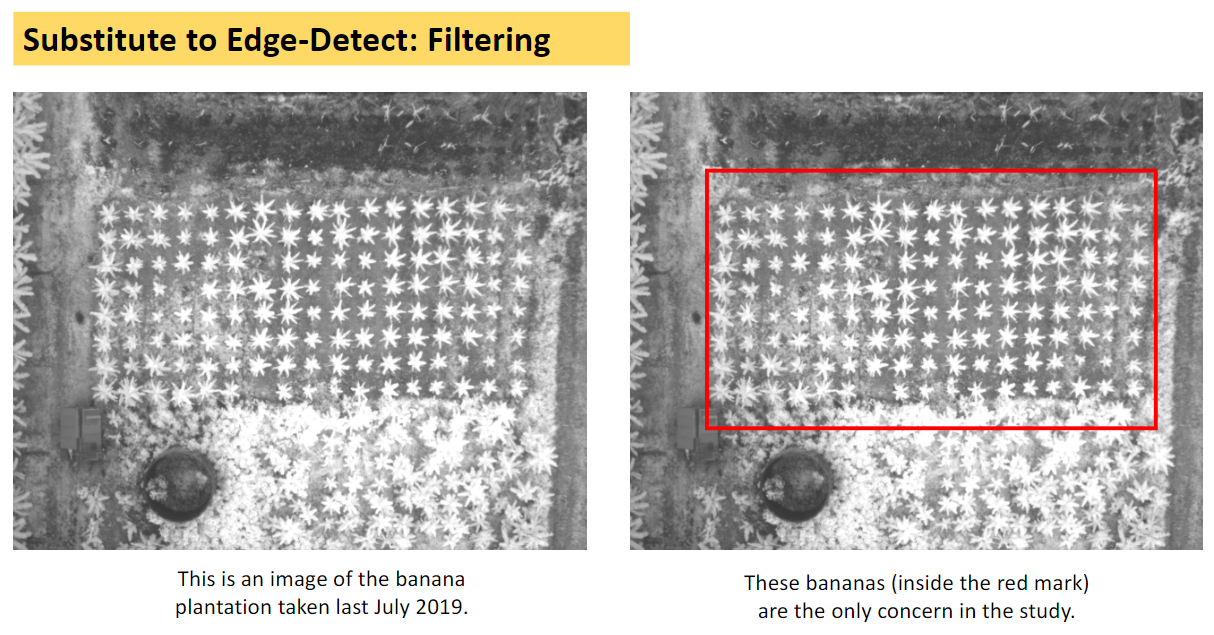 Substitute to Edge-Detect: Filtering
This is an image of the banana
plantation taken last July 2019.
These bananas (inside the red mark)
are the only concern in the study.